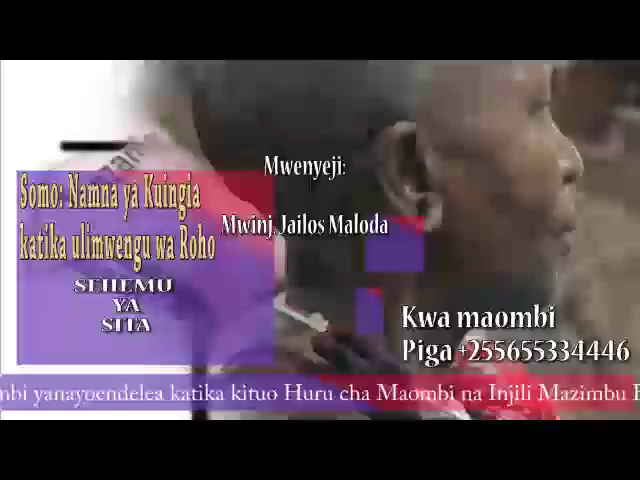 Mwenyeji:
Somo: Namna ya Kuingia
katika ulimwengu wa Roho
Mwinj. Jailos Maloda
SEHEMU
YA
SITA
Kwa maombi
Piga +255655334446
yanayoendelea katika kituo Huru cha Maombi na Injili Mazimbu